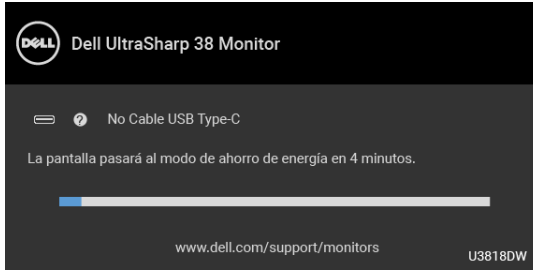 DELL Dell UltraSharp 38 Monitor
? No Cable USB Type-C
La pantalla pasará al modo de ahorro de energía en 4 minutos.
www.dell.com/support/monitors
U3818DW